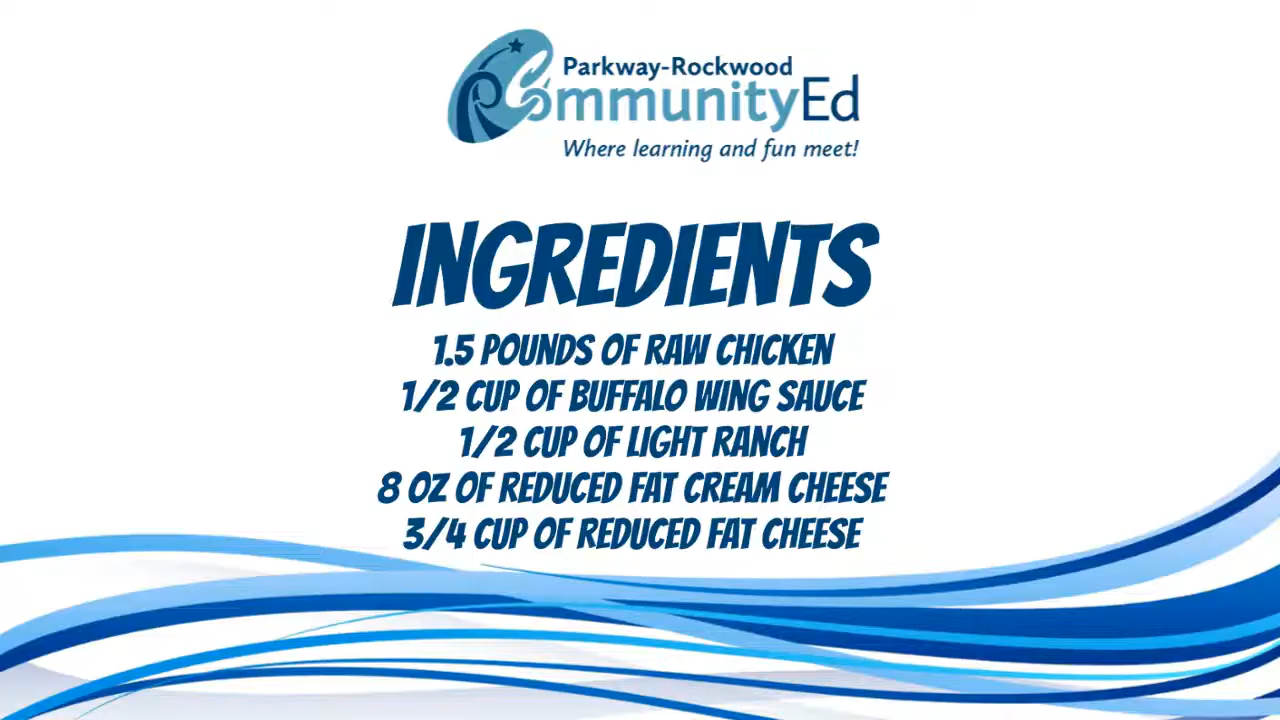 Parkway-Rockwood
CommunityEd
Where learning and fun meet!
INGREDIENTS
1.5 POUNDS OF RAW CHICKEN
1/2 CUP OF BUFFALO WING SAUCE
1/2 CUP OF LIGHT RANCH
8 OZ OF REDUCED FAT CREAM CHEESE
3/4 CUP OF REDUCED FAT CHEESE